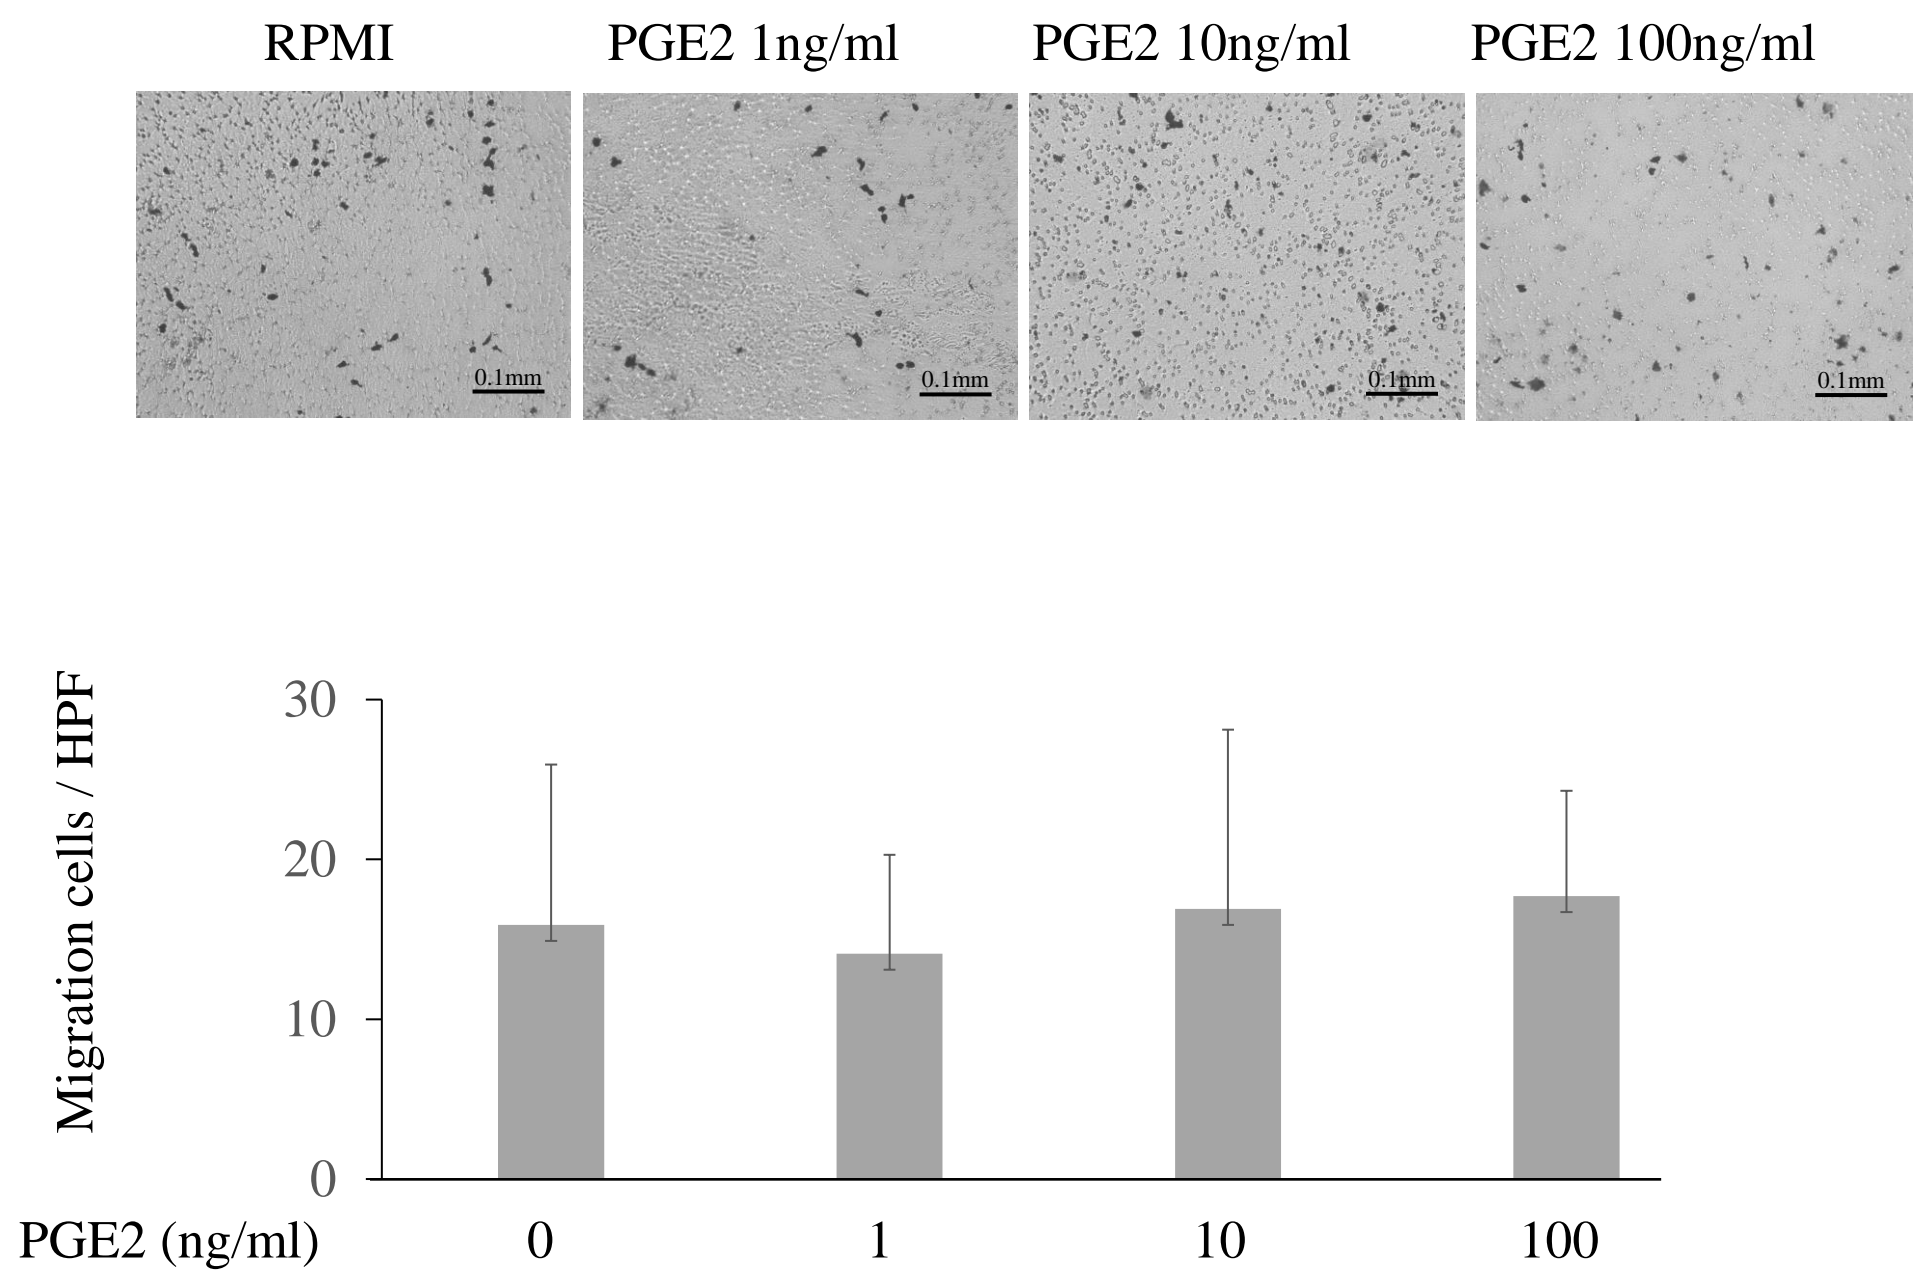 RPMI
PGE2 1ng/ml
PGE2 10ng/ml
PGE2 100ng/ml
0.1mm
0.1mm
0.1mm
0.1mm
Migration cells / HPF
30
20
10
0
PGE2 (ng/ml) 0 1 10 100